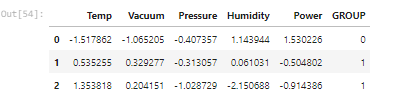 Out[54]:
Temp Vacuum Pressure Humidity Power GROUP
0 -1.517862 -1.065205 -0.407357 1.143944 1.530226 0
1 0.535255 0.329277 -0.313057 0.061031 -0.504802 1
2 1.353818 0.204151 -1.028729 -2.150688 -0.914386 1